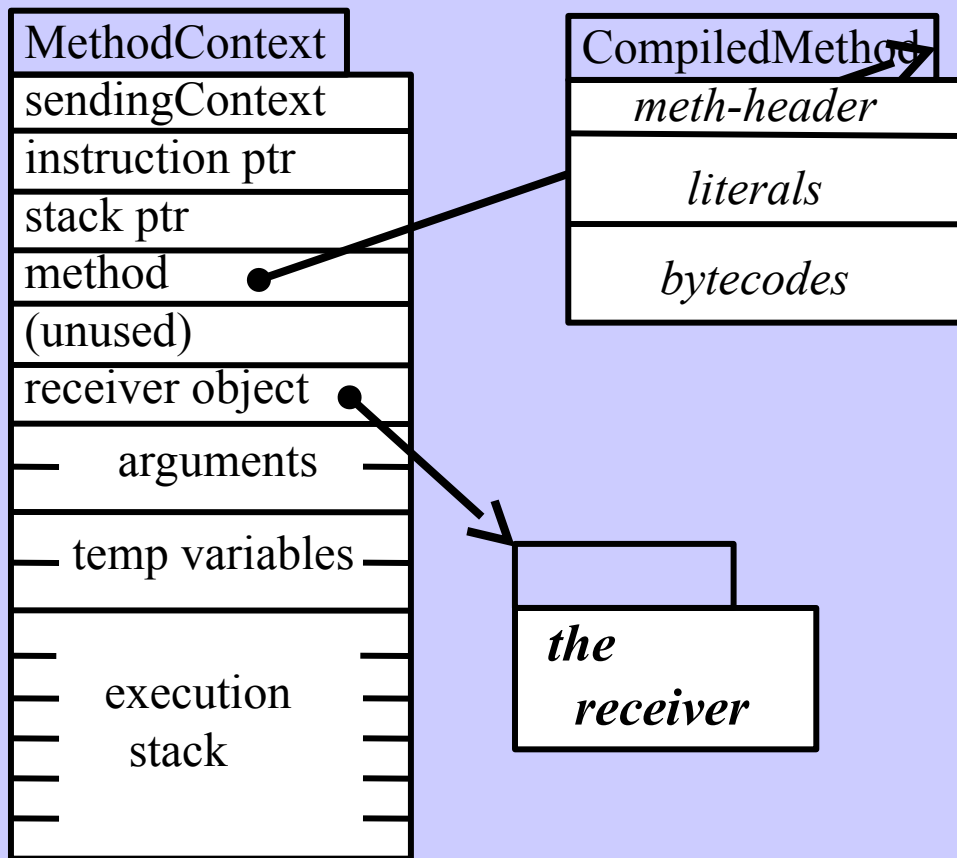 MethodContext
sendingContext
instruction ptr
stack ptr
method
(unused)
receiver object
arguments
temp variables
execution
stack
CompiledMethod
meth-header
literals
bytecodes
the
receiver